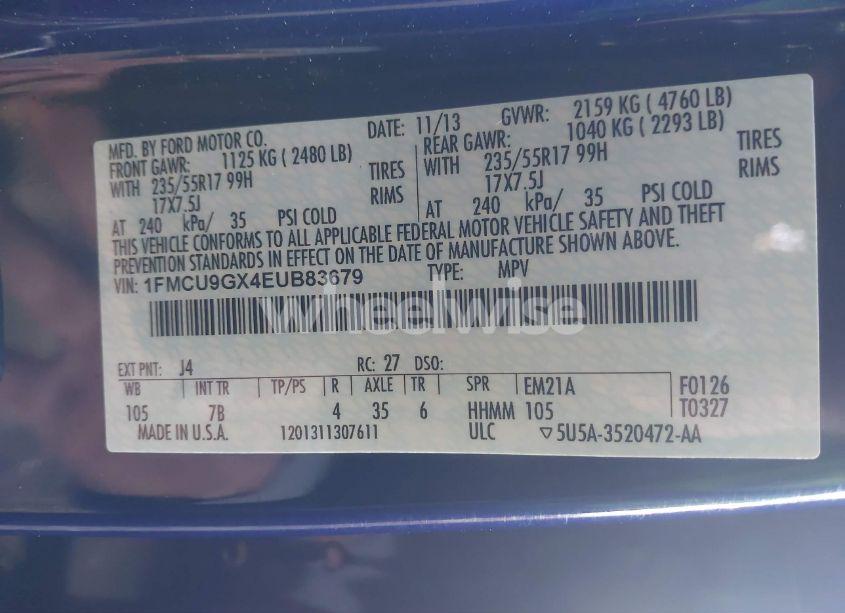 MFD. BY FORD MOTOR CO.
DATE: 11/13 GVWR: 2159 KG ( 4760 LB)
FRONT GAWR: 1125 KG ( 2480 LB) REAR GAWR: 1040 KG ( 2293 LB)
WITH 235/55R17 99H TIRES WITH 235/55R17 99H TIRES
17X7.5J RIMS 17X7.5J RIMS
AT 240 kPa/ 35 PSI COLD AT 240 kPa/ 35 PSI COLD
THIS VEHICLE CONFORMS TO ALL APPLICABLE FEDERAL MOTOR VEHICLE SAFETY AND THEFT
PREVENTION STANDARDS IN EFFECT ON THE DATE OF MANUFACTURE SHOWN ABOVE.
VIN: 1FMCU9GX4EUB83679 TYPE: MPV
wheelwise
EXT PNT: J4 RC: 27 DSO:
WB INT TR TP/PS R AXLE TR SPR EM21A F0126
105 7B 4 35 6 HHMM 105 T0327
MADE IN U.S.A. 1201311307611 ULC ▽5U5A-3520472-AA